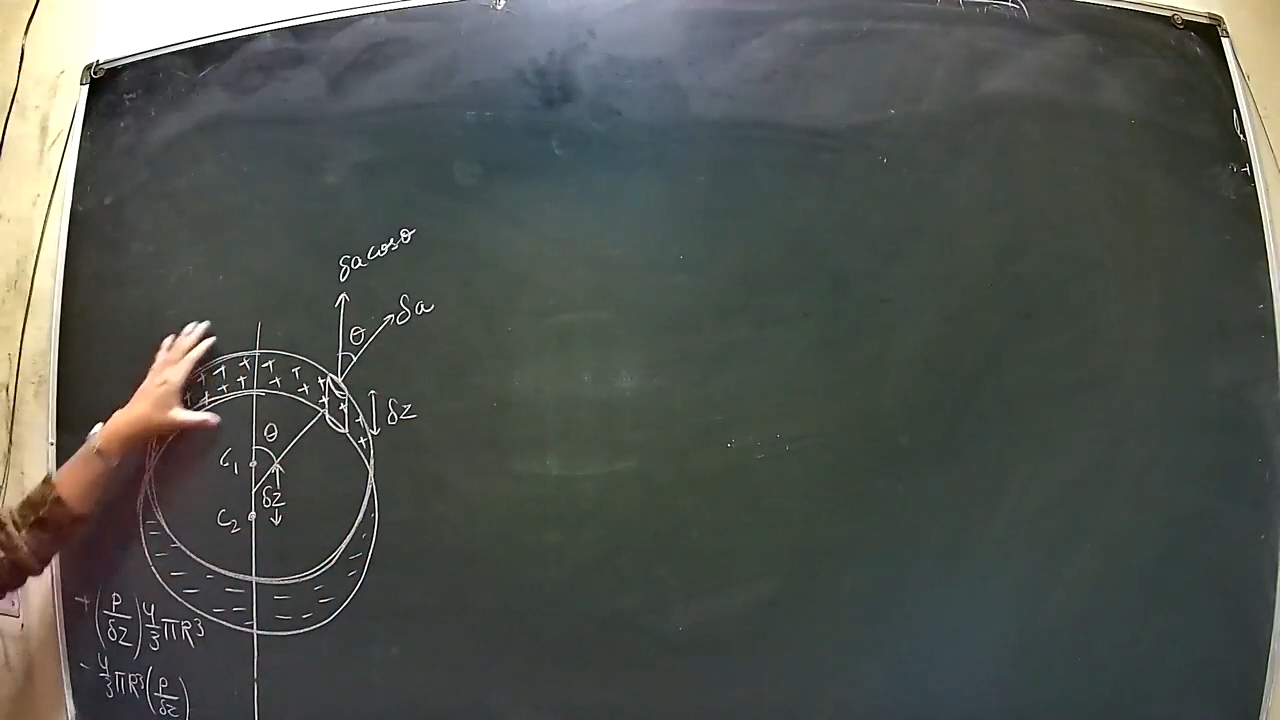 δa cosθ
θ
δa
+ + + + + + + + + + + + + +
δz
θ
C₁
δz
C₂
− − − − − − − − − − − −
+(P/δz) 4/3 πR³
− 4/3 πR³ (P/δz)